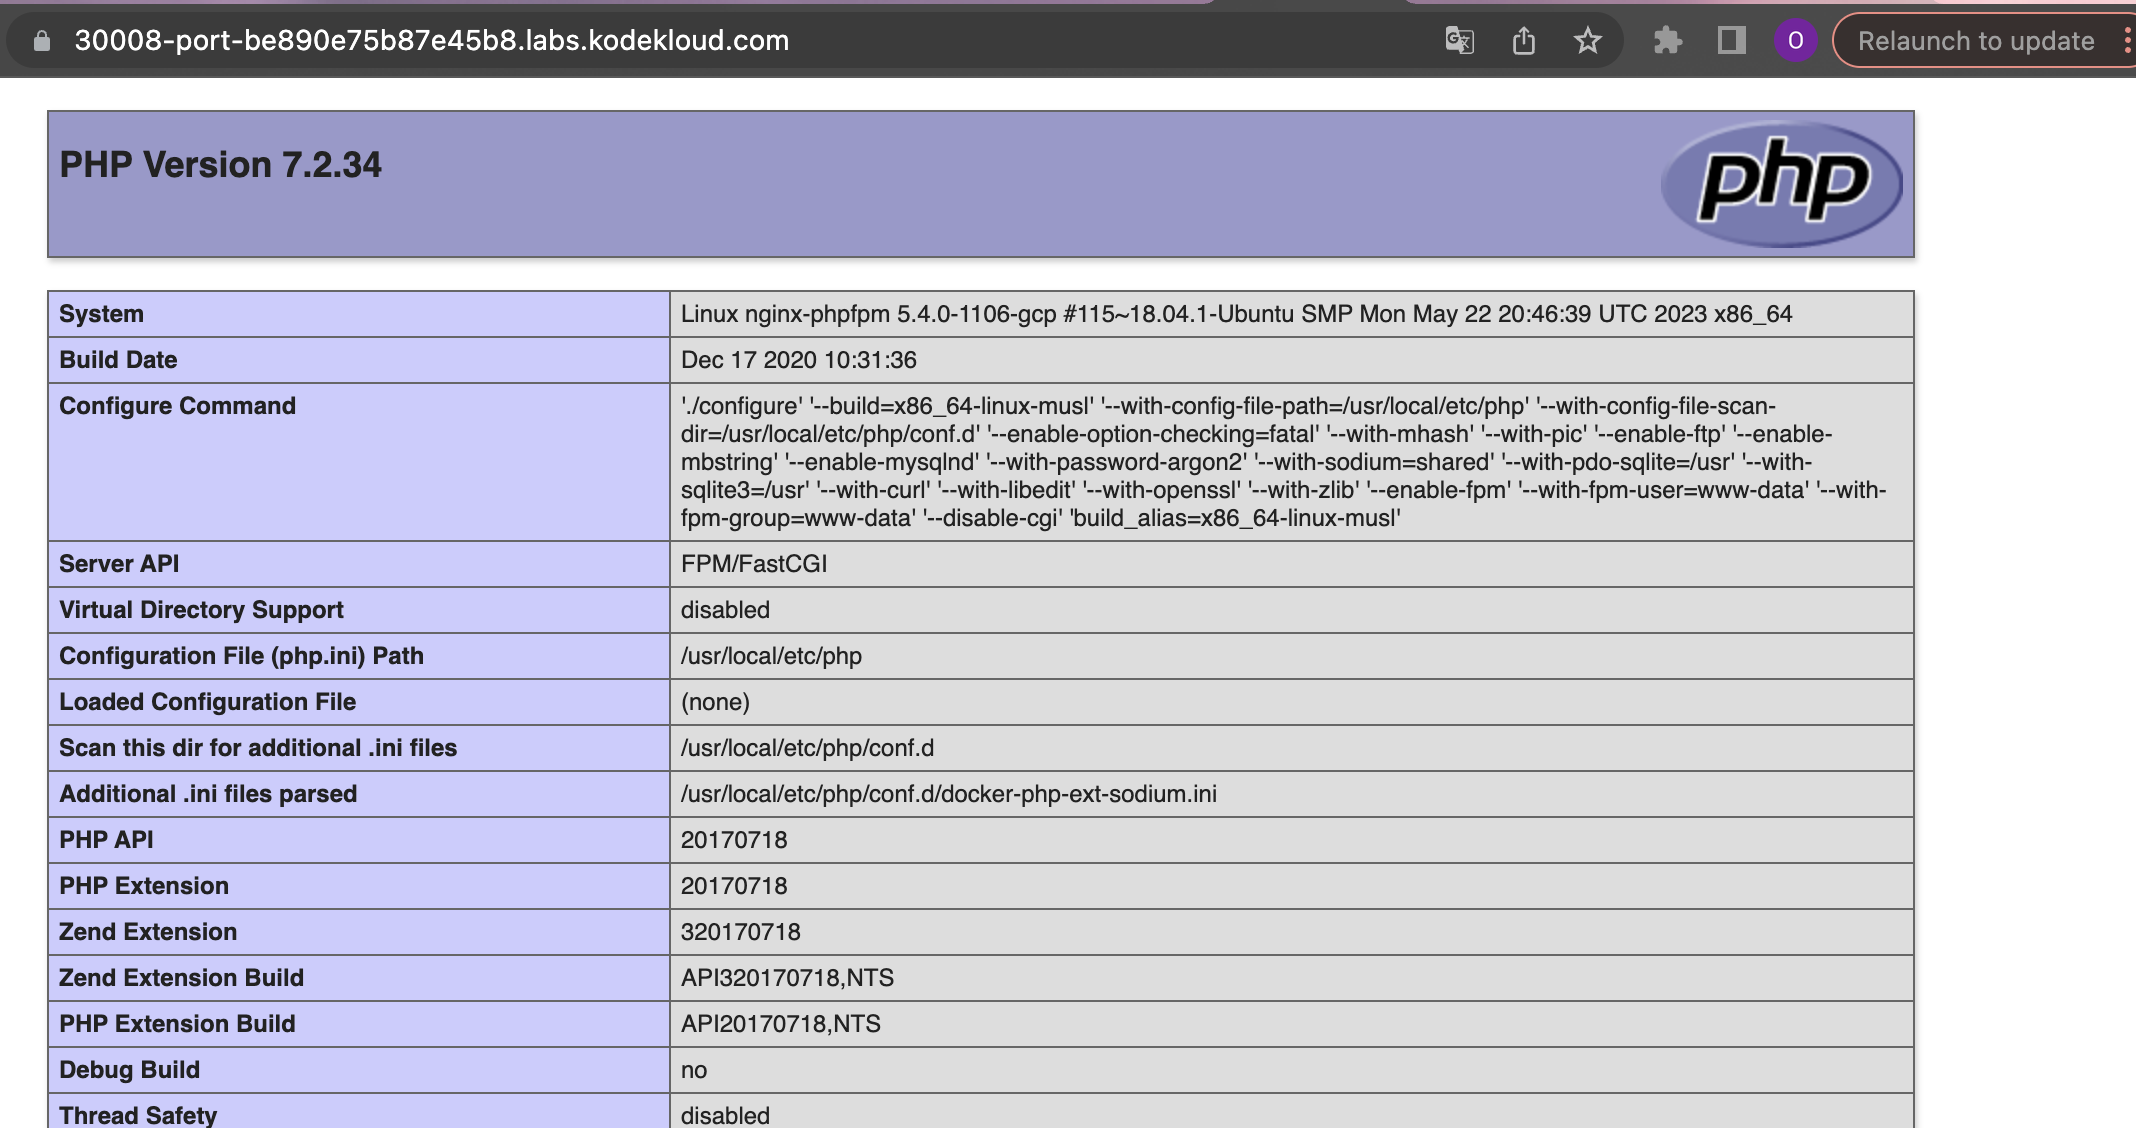 30008-port-be890e75b87e45b8.labs.kodekloud.com
O
Relaunch to update
PHP Version 7.2.34
php
System Linux nginx-phpfpm 5.4.0-1106-gcp #115~18.04.1-Ubuntu SMP Mon May 22 20:46:39 UTC 2023 x86_64
Build Date Dec 17 2020 10:31:36
Configure Command './configure' '--build=x86_64-linux-musl' '--with-config-file-path=/usr/local/etc/php' '--with-config-file-scan-
dir=/usr/local/etc/php/conf.d' '--enable-option-checking=fatal' '--with-mhash' '--with-pic' '--enable-ftp' '--enable-
mbstring' '--enable-mysqlnd' '--with-password-argon2' '--with-sodium=shared' '--with-pdo-sqlite=/usr' '--with-
sqlite3=/usr' '--with-curl' '--with-libedit' '--with-openssl' '--with-zlib' '--enable-fpm' '--with-fpm-user=www-data' '--with-
fpm-group=www-data' '--disable-cgi' 'build_alias=x86_64-linux-musl'
Server API FPM/FastCGI
Virtual Directory Support disabled
Configuration File (php.ini) Path /usr/local/etc/php
Loaded Configuration File (none)
Scan this dir for additional .ini files /usr/local/etc/php/conf.d
Additional .ini files parsed /usr/local/etc/php/conf.d/docker-php-ext-sodium.ini
PHP API 20170718
PHP Extension 20170718
Zend Extension 320170718
Zend Extension Build API320170718,NTS
PHP Extension Build API20170718,NTS
Debug Build no
Thread Safety disabled